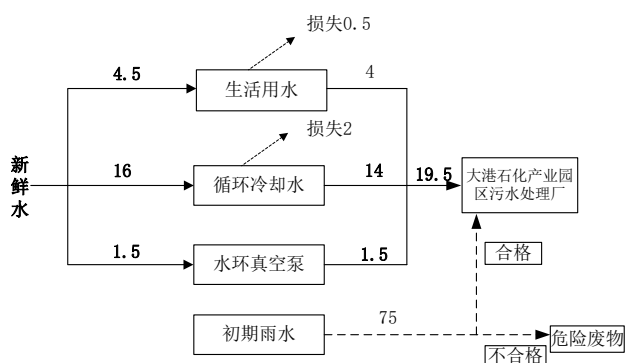 损失0.5
4.5
生活用水
4
损失2
新
鲜
水
16
循环冷却水
14
19.5
大港石化产业园
区污水处理厂
1.5
水环真空泵
1.5
合格
初期雨水
75
危险废物
不合格